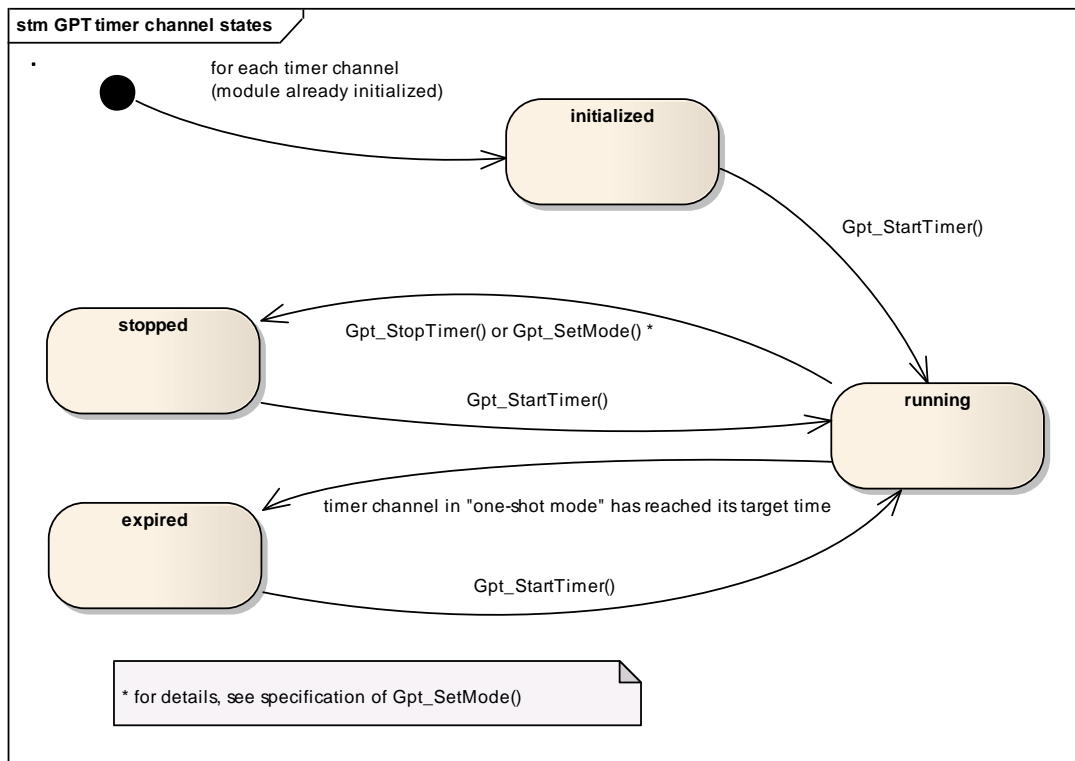 stm GPT timer channel states
for each timer channel
(module already initialized)
initialized
Gpt_StartTimer()
stopped
Gpt_StopTimer() or Gpt_SetMode() *
Gpt_StartTimer()
running
timer channel in "one-shot mode" has reached its target time
expired
Gpt_StartTimer()
* for details, see specification of Gpt_SetMode()